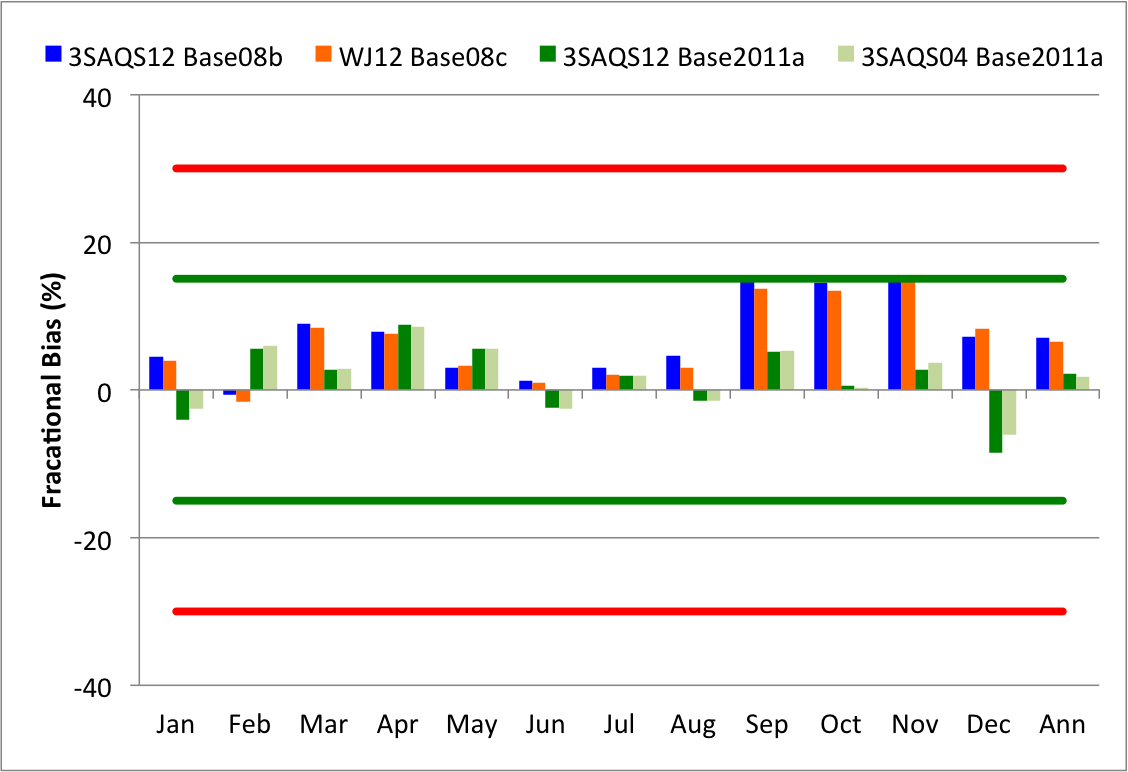 3SAQS12 Base08b WJ12 Base08c 3SAQS12 Base2011a 3SAQS04 Base2011a
40
20
0
-20
-40
Fracational Bias (%)
Jan Feb Mar Apr May Jun Jul Aug Sep Oct Nov Dec Ann